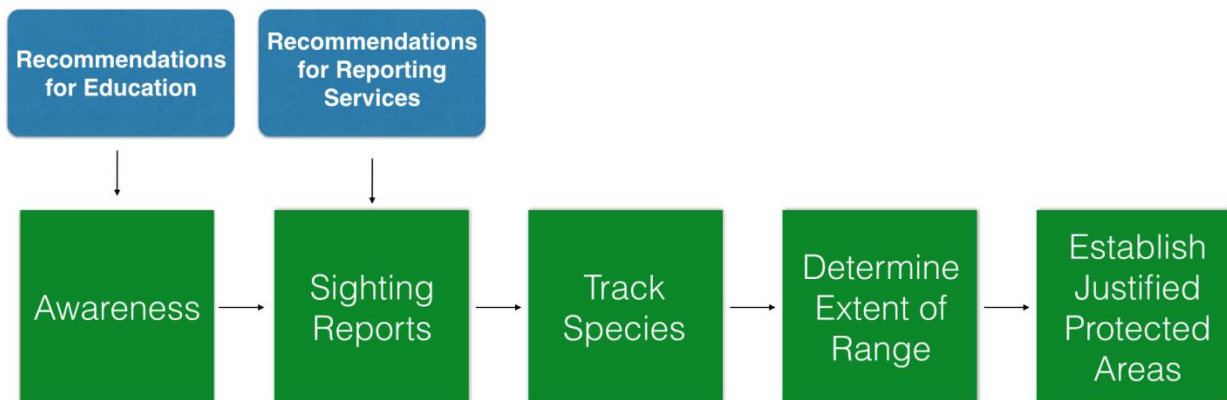 Recommendations
for Education
Recommendations
for Reporting
Services
Awareness
Sighting
Reports
Track
Species
Determine
Extent of
Range
Establish
Justified
Protected
Areas